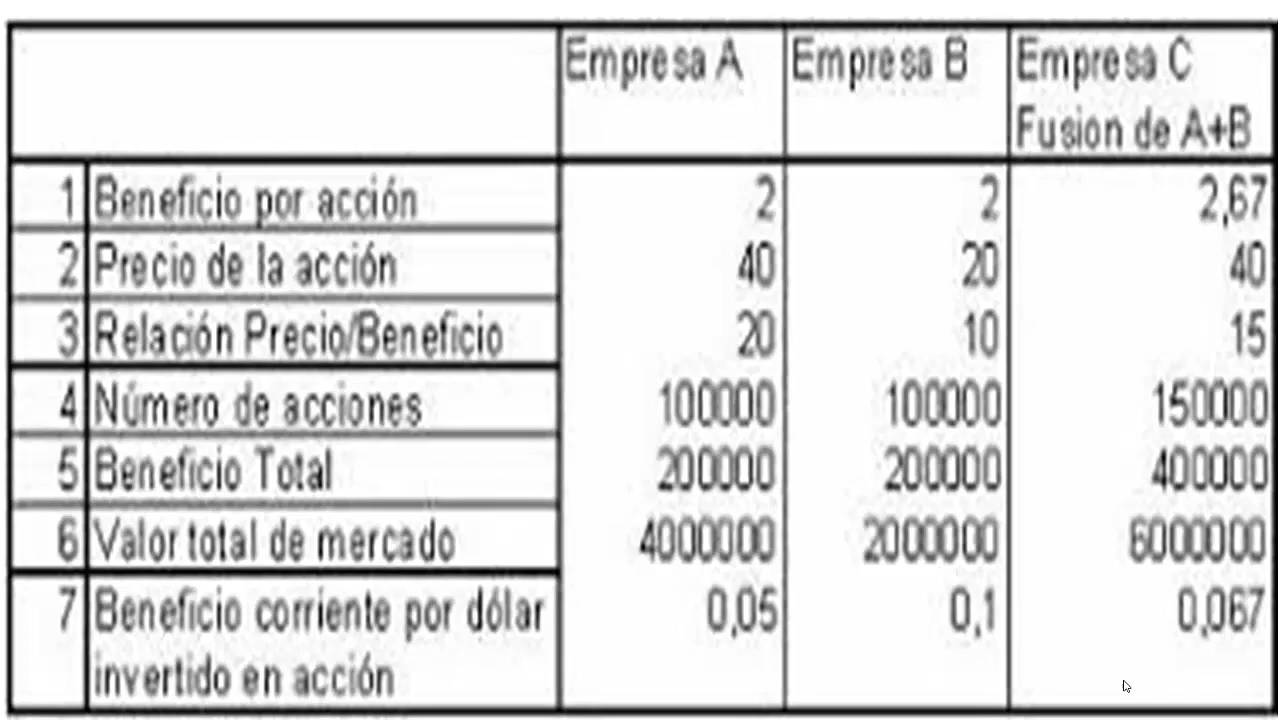 Empresa A Empresa B Empresa C
Fusion de A+B
1 Beneficio por acción 2 2 2,67
2 Precio de la acción 40 20 40
3 Relación Precio/Beneficio 20 10 15
4 Número de acciones 100000 100000 150000
5 Beneficio Total 200000 200000 400000
6 Valor total de mercado 4000000 2000000 6000000
7 Beneficio corriente por dólar 0,05 0,1 0,067
invertido en acción